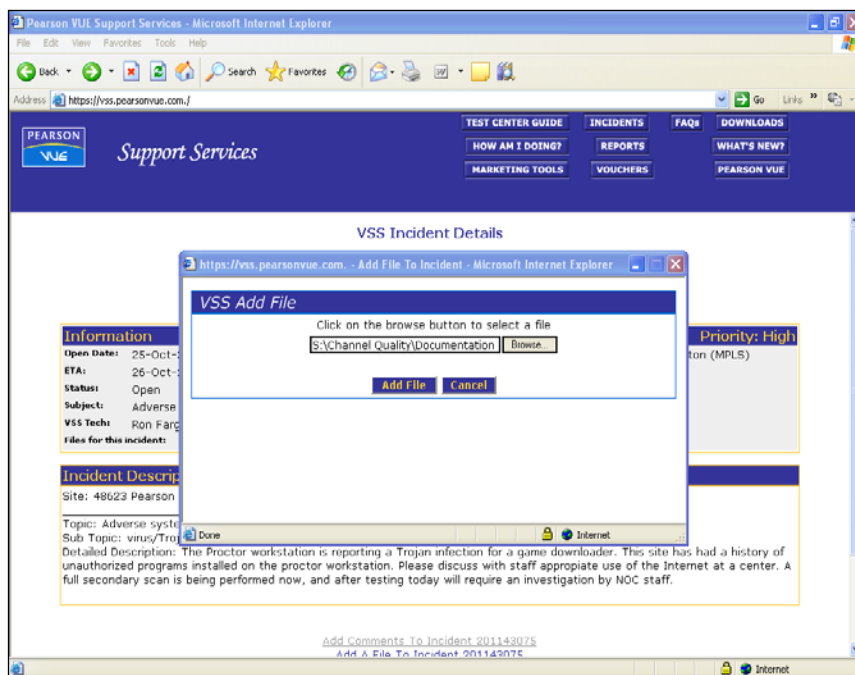 Pearson VUE Support Services - Microsoft Internet Explorer
File Edit View Favorites Tools Help
Back Search Favorites
Address https://vss.pearsonvue.com./ Go Links »
PEARSON
VUE
Support Services
TEST CENTER GUIDE INCIDENTS FAQs DOWNLOADS
HOW AM I DOING? REPORTS WHAT'S NEW?
MARKETING TOOLS VOUCHERS PEARSON VUE
VSS Incident Details
https://vss.pearsonvue.com. - Add File To Incident - Microsoft Internet Explorer
VSS Add File
Click on the browse button to select a file
S:\Channel Quality\Documentation Browse...
Add File Cancel
Done Internet
Information Priority: High
Open Date: 25-Oct- ton (MPLS)
ETA: 26-Oct-
Status: Open
Subject: Adverse
VSS Tech: Ron Farg
Files for this incident:
Incident Descrip
Site: 48623 Pearson
Topic: Adverse syste
Sub Topic: virus/Troj
Detailed Description: The Proctor workstation is reporting a Trojan infection for a game downloader. This site has had a history of
unauthorized programs installed on the proctor workstation. Please discuss with staff appropiate use of the Internet at a center. A
full secondary scan is being performed now, and after testing today will require an investigation by NOC staff.
Add Comments To Incident 201143075
Add A File To Incident 201143075
Internet